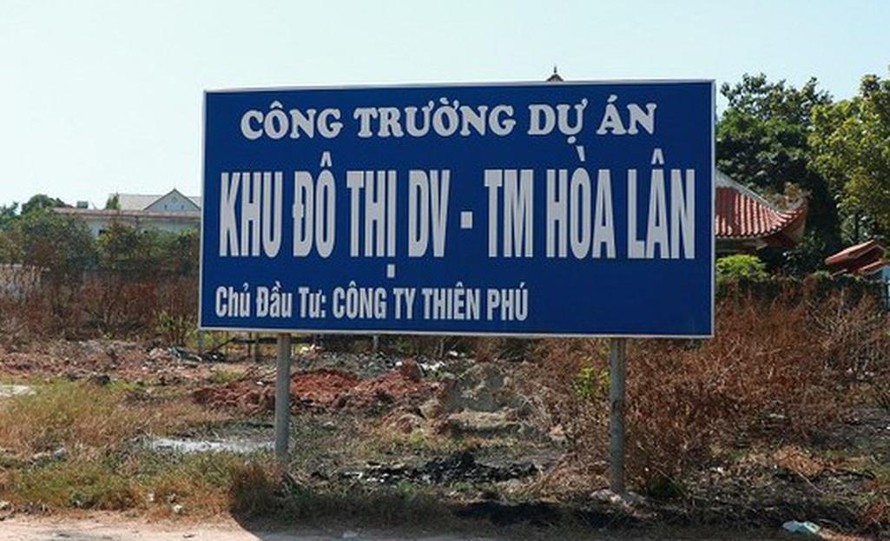 CÔNG TRƯỜNG DỰ ÁN
KHU ĐÔ THỊ DV - TM HÒA LÂN
Chủ Đầu Tư: CÔNG TY THIÊN PHÚ